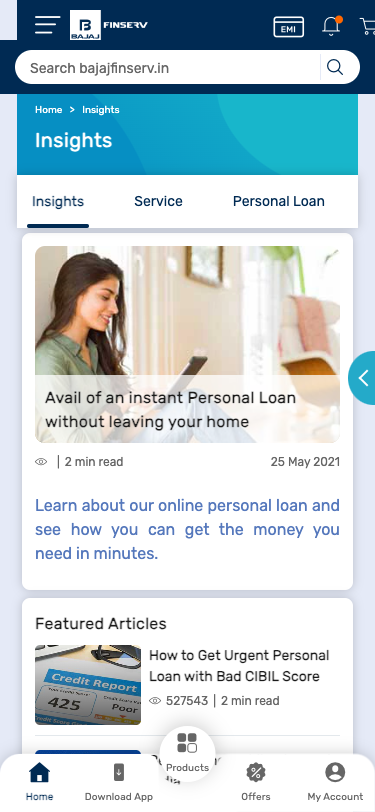 BAJAJ
FINSERV
EMI
Search bajajfinserv.in
Home > Insights
Insights
Insights Service Personal Loan
Avail of an instant Personal Loan
without leaving your home
| 2 min read 25 May 2021
Learn about our online personal loan and
see how you can get the money you
need in minutes.
Featured Articles
Credit Report
Your Score
425
How to Get Urgent Personal
Loan with Bad CIBIL Score
527543 | 2 min read
Products
Home Download App Offers My Account